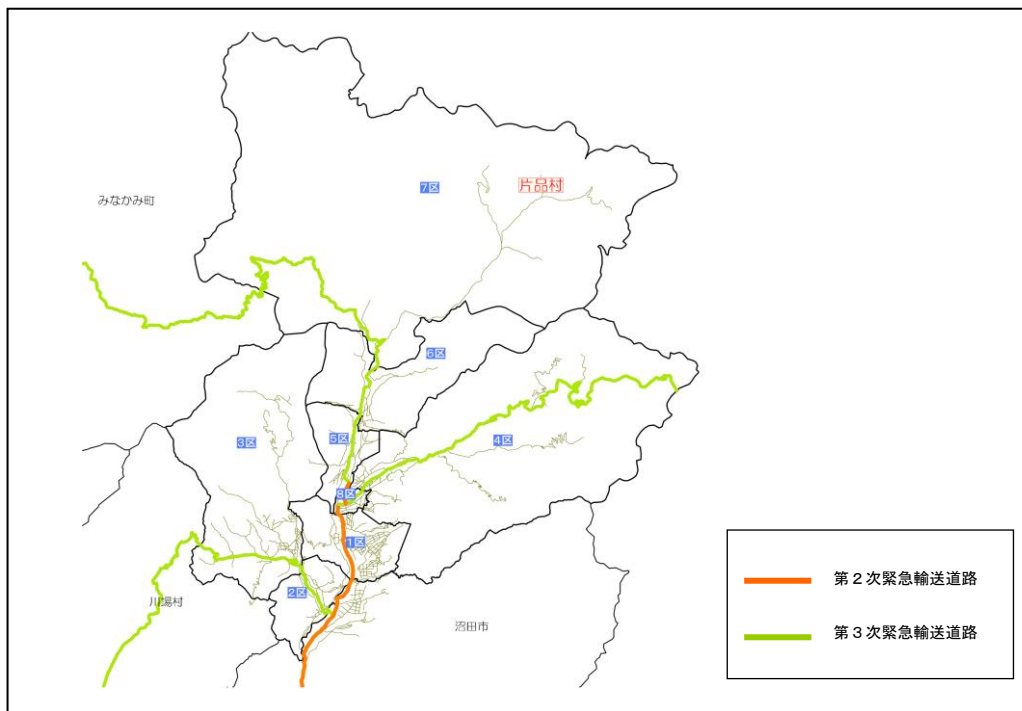 片品村
7区
みなかみ町
6区
3区
5区
4区
8区
1区
2区
川場村
沼田市
第２次緊急輸送道路
第３次緊急輸送道路